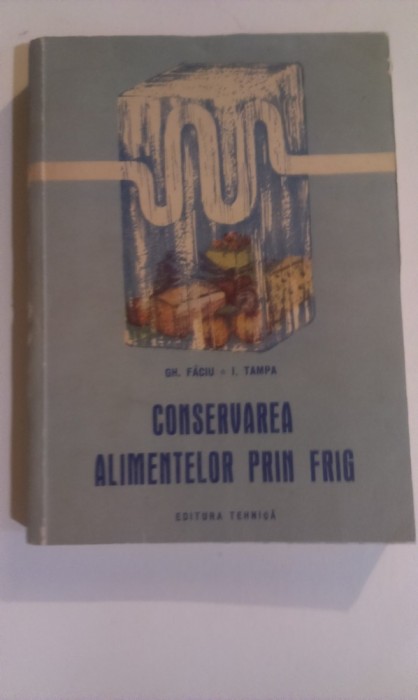 GH. FĂCIU - I. TAMPA
CONSERVAREA
ALIMENTELOR PRIN FRIG
EDITURA TEHNICĂ